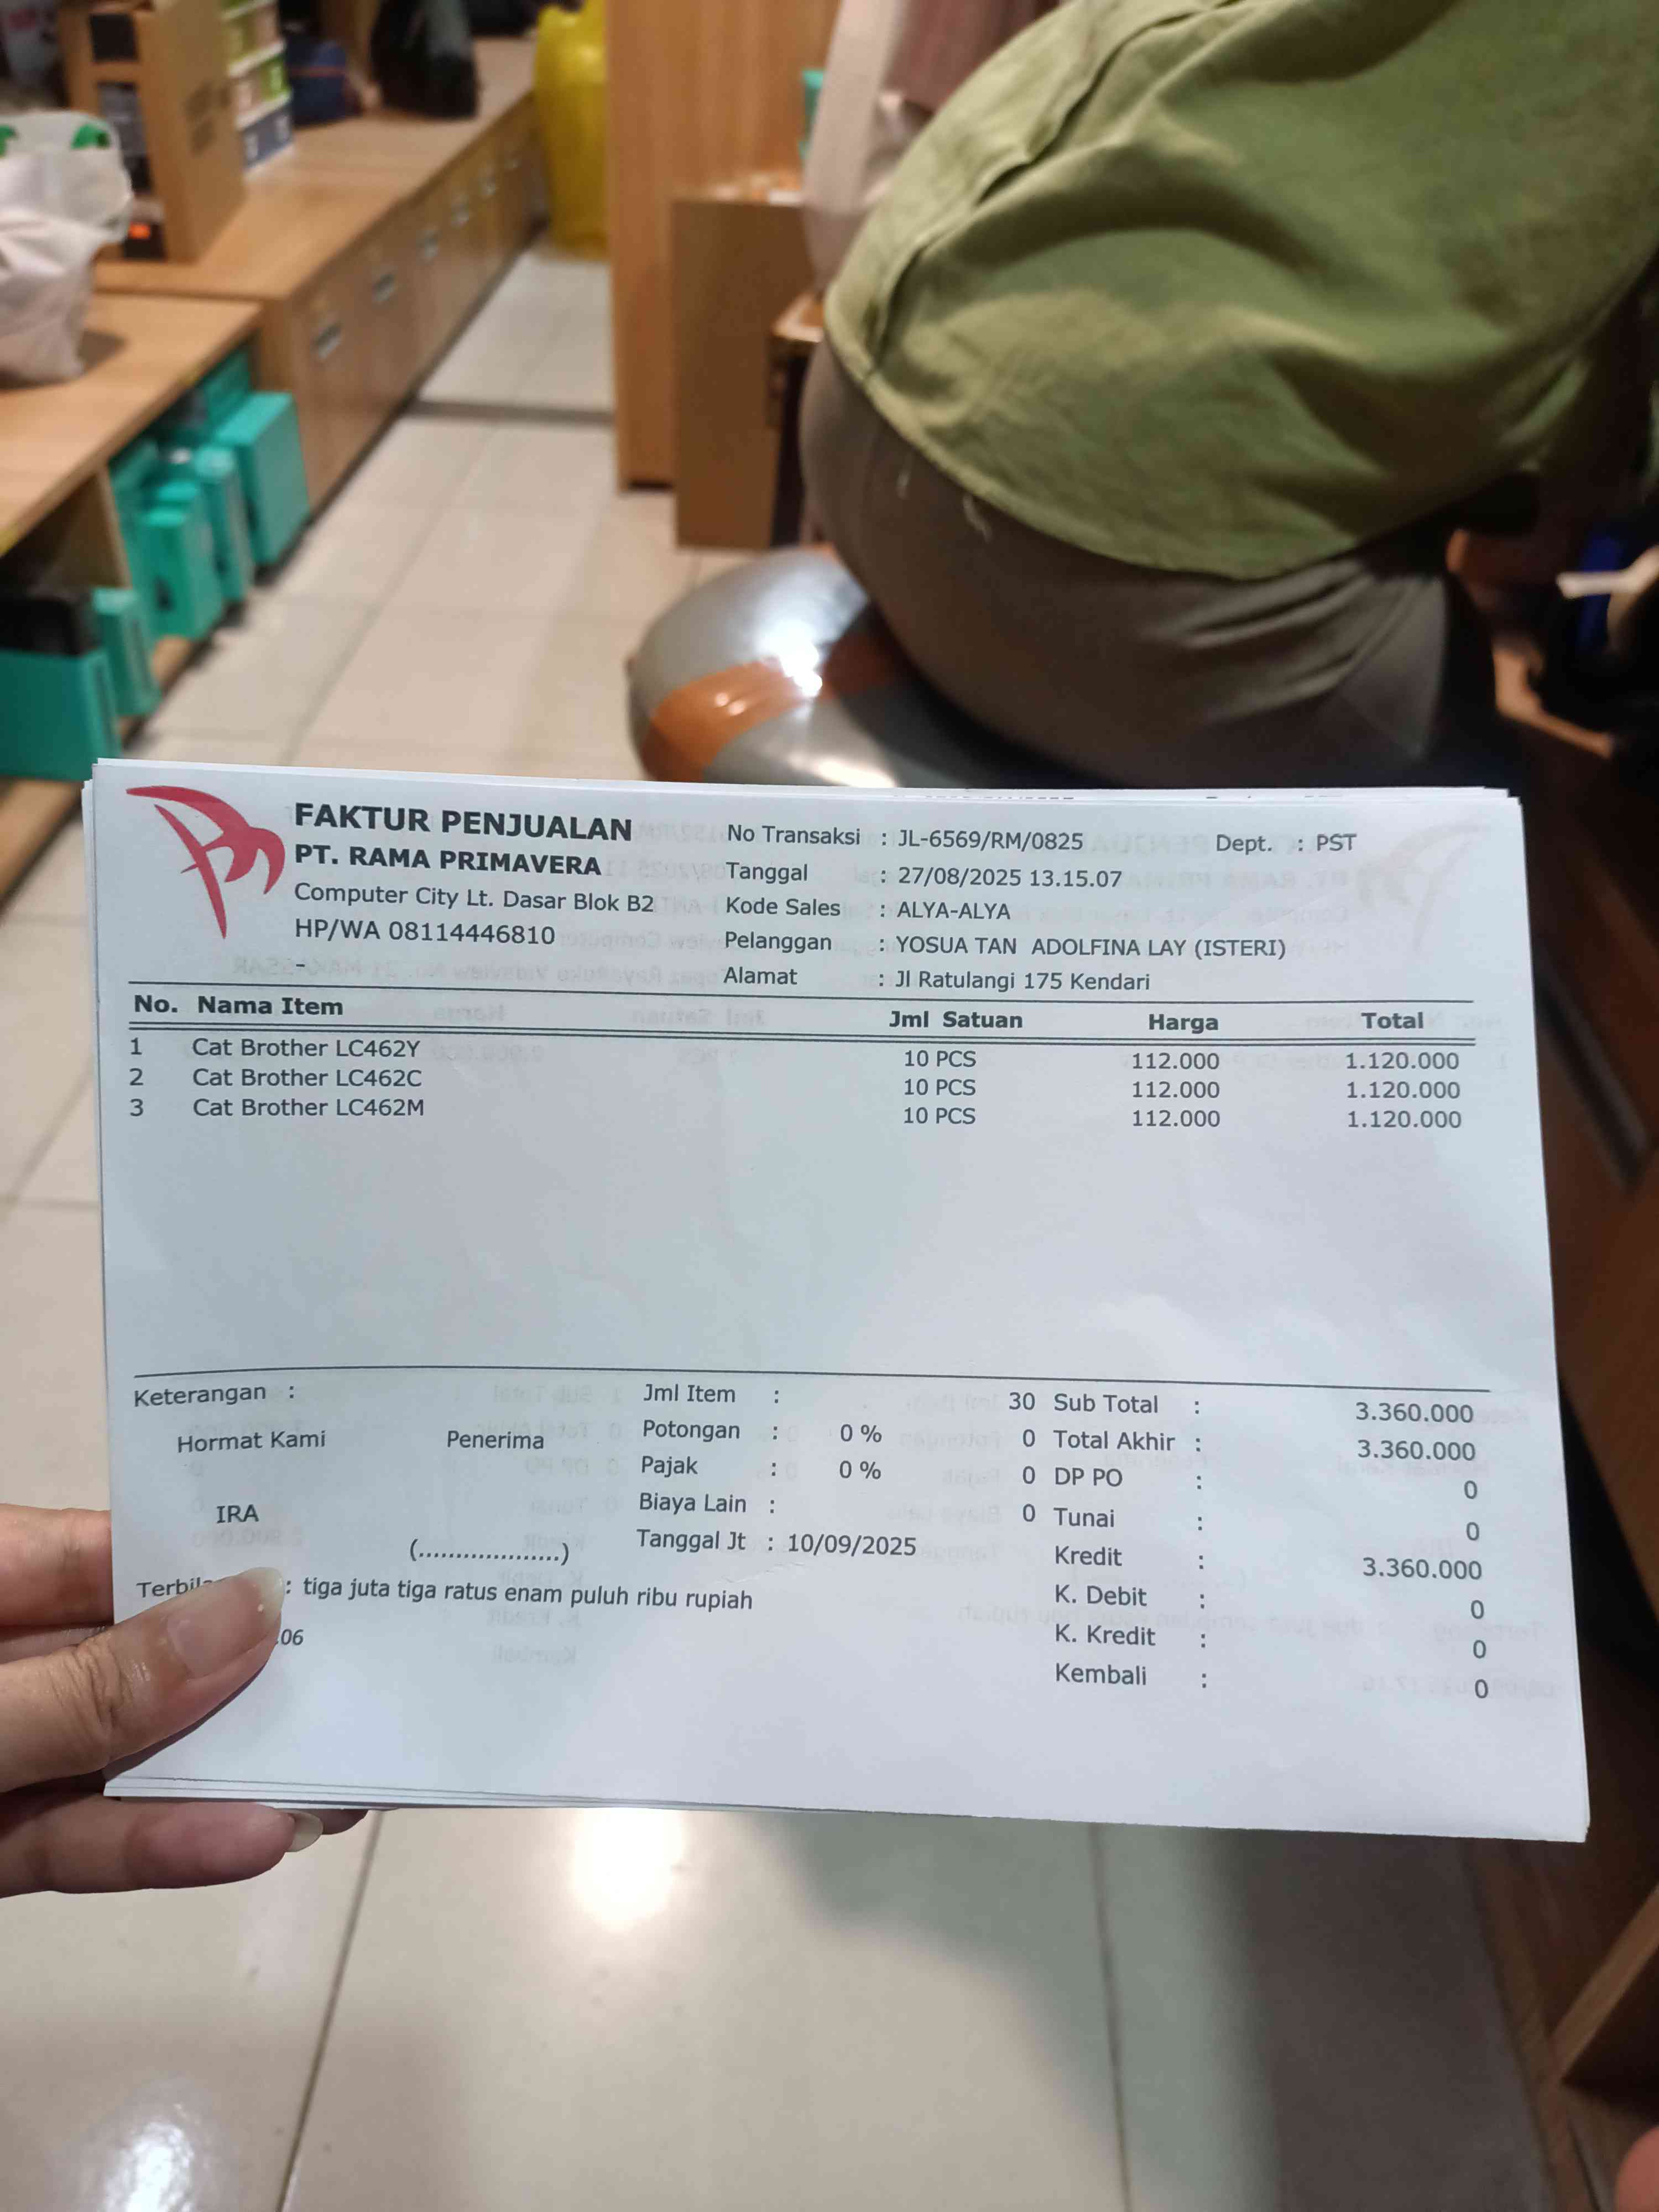 FAKTUR PENJUALAN
PT. RAMA PRIMAVERA
Computer City Lt. Dasar Blok B2
HP/WA 08114446810
-
No Transaksi : JL-6569/RM/0825 Dept. : PST
Tanggal : 27/08/2025 13.15.07
Kode Sales : ALYA-ALYA
Pelanggan : YOSUA TAN ADOLFINA LAY (ISTERI)
Alamat : Jl Ratulangi 175 Kendari
No. Nama Item Jml Satuan Harga Total
1 Cat Brother LC462Y 10 PCS 112.000 1.120.000
2 Cat Brother LC462C 10 PCS 112.000 1.120.000
3 Cat Brother LC462M 10 PCS 112.000 1.120.000
Keterangan :
Hormat Kami Penerima
IRA
(...................)
Jml Item : 30
Potongan : 0 % 0
Pajak : 0 % 0
Biaya Lain : 0
Tanggal Jt : 10/09/2025
Sub Total : 3.360.000
Total Akhir : 3.360.000
DP PO : 0
Tunai : 0
Kredit : 3.360.000
K. Debit : 0
K. Kredit : 0
Kembali : 0
: tiga juta tiga ratus enam puluh ribu rupiah
.06